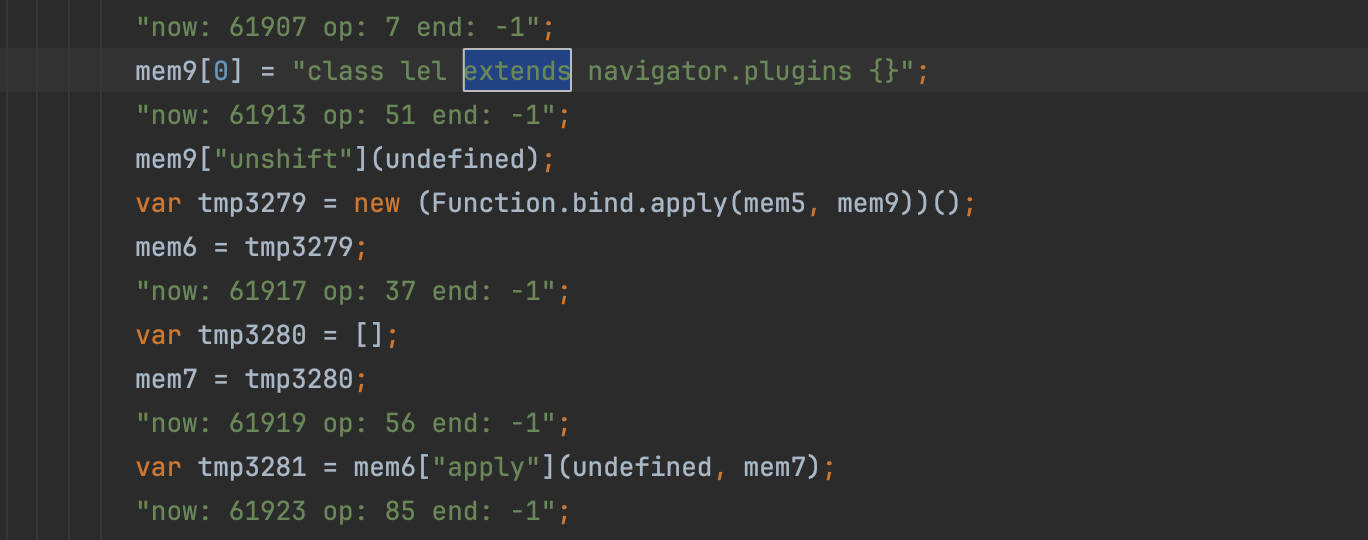 "now: 61907 op: 7 end: -1";
mem9[0] = "class lel extends navigator.plugins {}";
"now: 61913 op: 51 end: -1";
mem9["unshift"](undefined);
var tmp3279 = new (Function.bind.apply(mem5, mem9))();
mem6 = tmp3279;
"now: 61917 op: 37 end: -1";
var tmp3280 = [];
mem7 = tmp3280;
"now: 61919 op: 56 end: -1";
var tmp3281 = mem6["apply"](undefined, mem7);
"now: 61923 op: 85 end: -1";